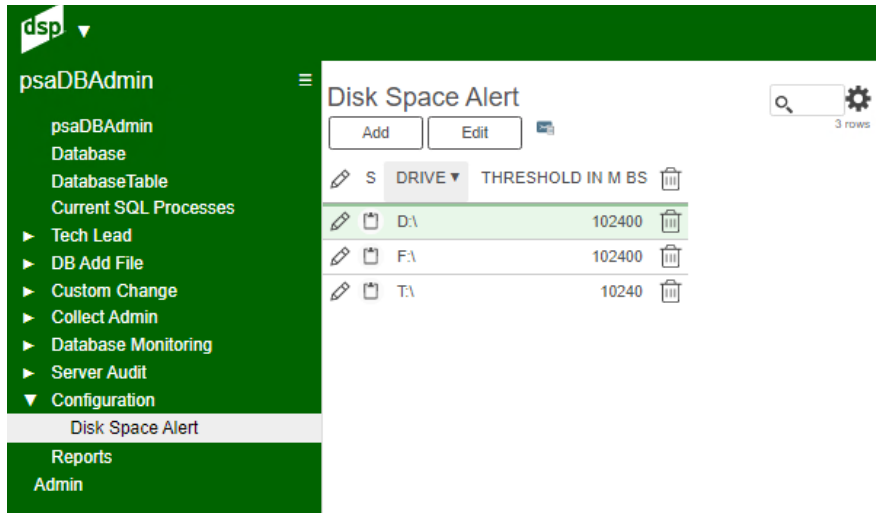 dsp
psaDBAdmin
psaDBAdmin
Database
DatabaseTable
Current SQL Processes
Tech Lead
DB Add File
Custom Change
Collect Admin
Database Monitoring
Server Audit
Configuration
Disk Space Alert
Reports
Admin
Disk Space Alert
3 rows
Add Edit
S DRIVE▼ THRESHOLD IN M BS
D:\ 102400
F:\ 102400
T:\ 10240